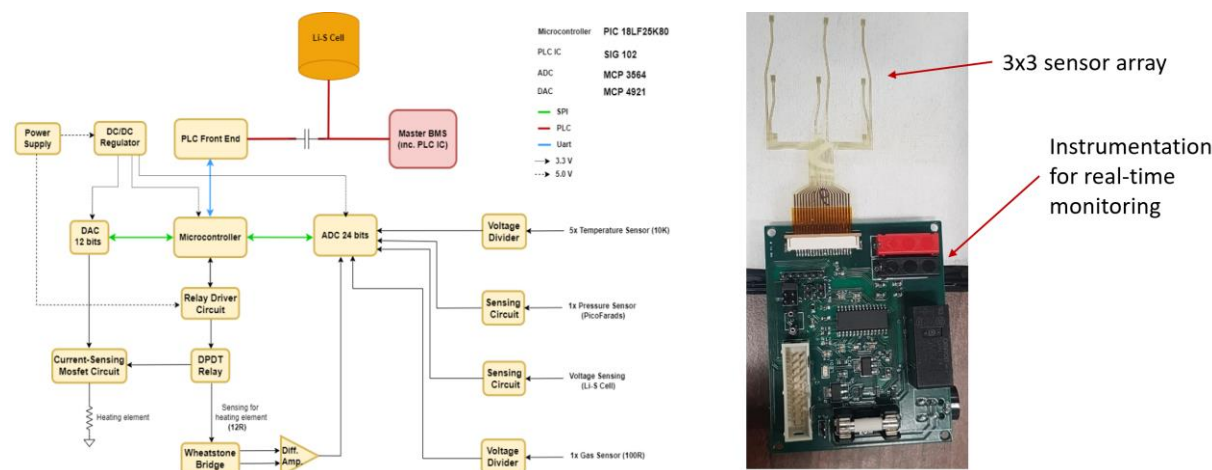 Li-S Cell
Microcontroller PIC 18LF25K80
PLC IC SIG 102
ADC MCP 3564
DAC MCP 4921
SPI
PLC
Uart
3.3 V
5.0 V
Power
Supply
DC/DC
Regulator
PLC Front End
Master BMS
(inc. PLC IC)
DAC
12 bits
Microcontroller
ADC 24 bits
Voltage
Divider
5x Temperature Sensor (10K)
Relay Driver
Circuit
Sensing
Circuit
1x Pressure Sensor
(PicoFarads)
Current-Sensing
Mosfet Circuit
DPDT
Relay
Sensing
Circuit
Voltage Sensing
(Li-S Cell)
Heating element
Sensing for
heating element
(12R)
Wheatstone
Bridge
Diff.
Amp.
Voltage
Divider
1x Gas Sensor (100R)
3x3 sensor array
Instrumentation
for real-time
monitoring